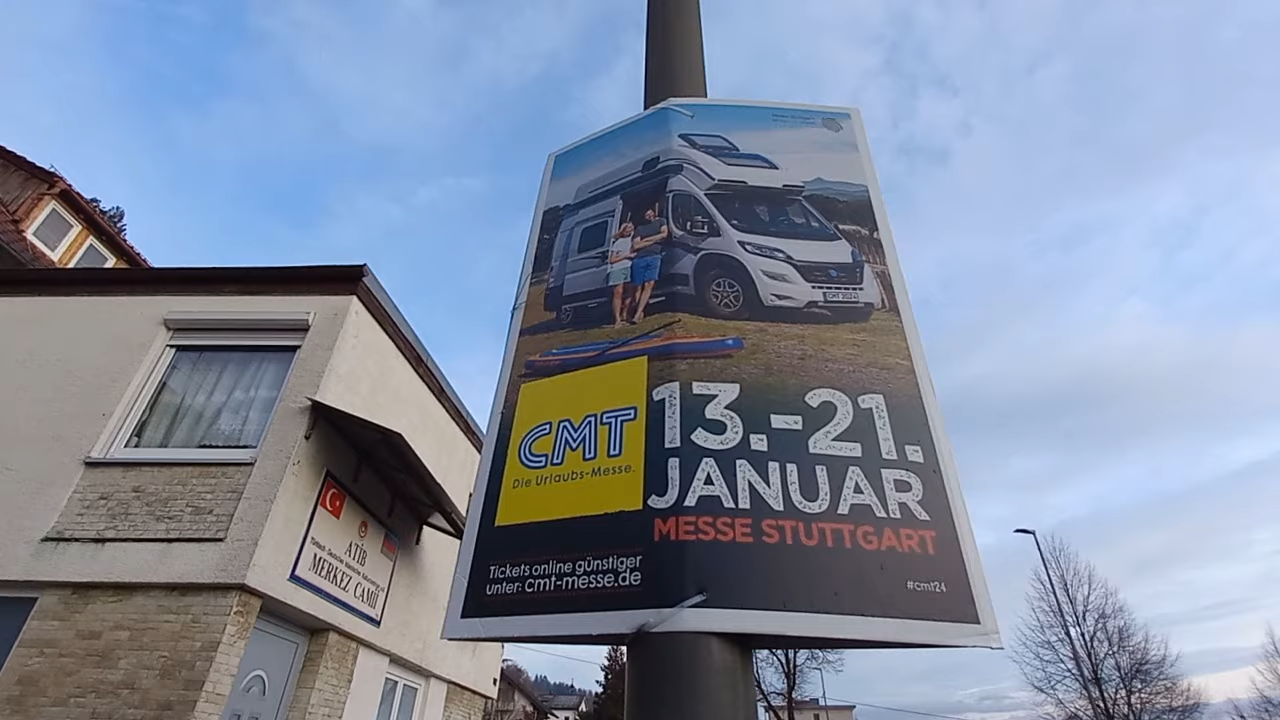 CMT 2024
CMT
Die Urlaubs-Messe.
13.-21.
JANUAR
MESSE STUTTGART
Tickets online günstiger
unter: cmt-messe.de
#cmt24
ATİB
MERKEZ CAMİİ